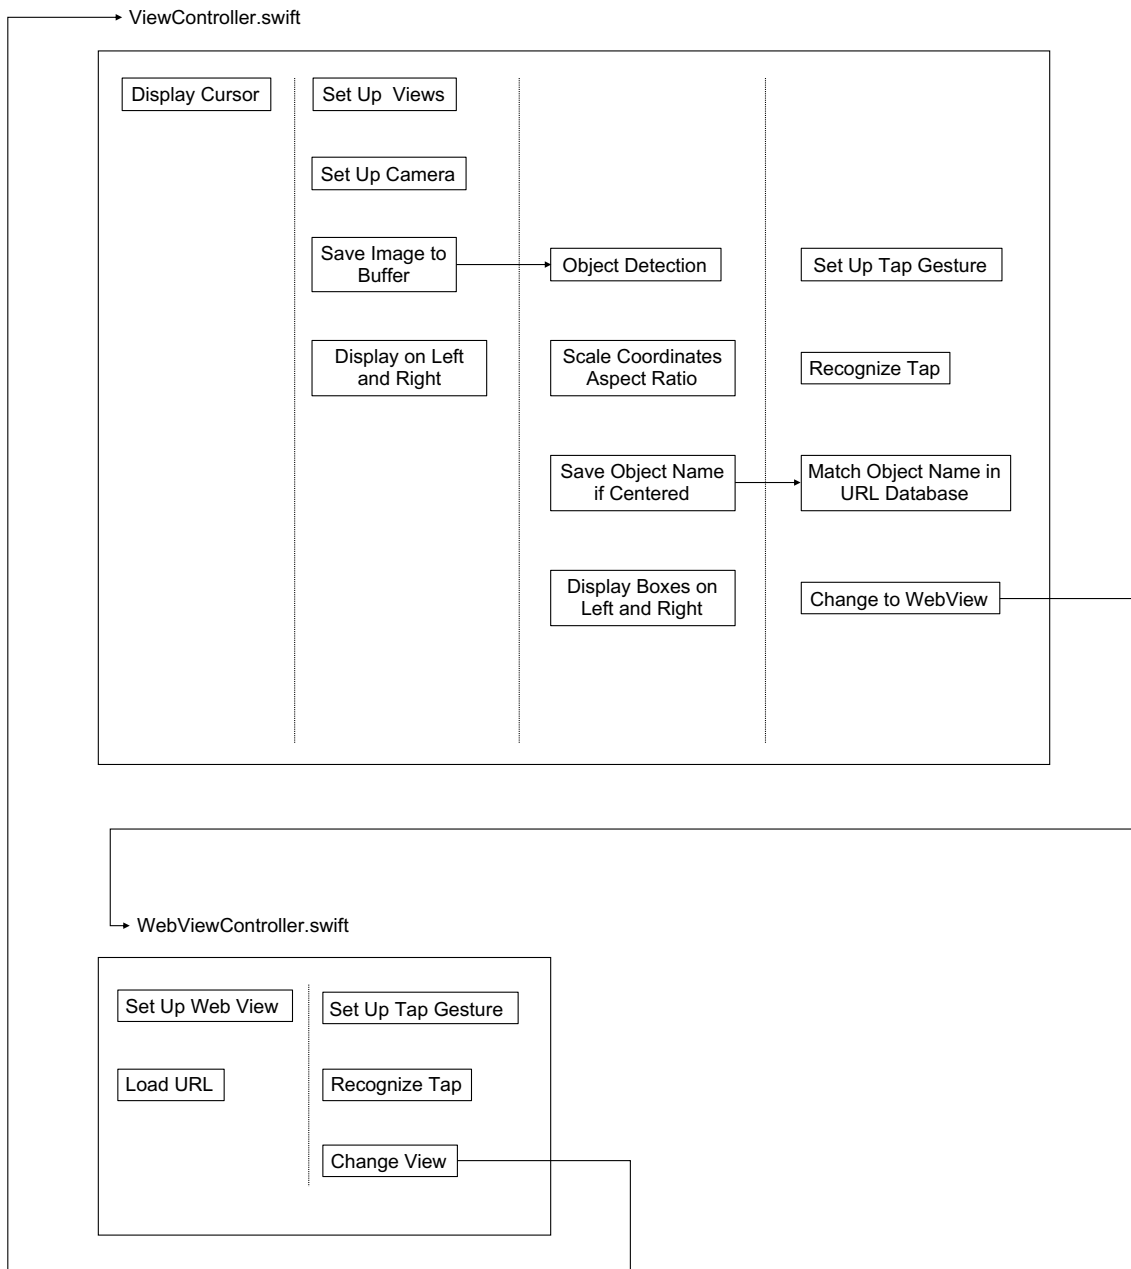 ViewController.swift
Display Cursor
Set Up Views
Set Up Camera
Save Image to
Buffer
Object Detection
Set Up Tap Gesture
Display on Left
and Right
Scale Coordinates
Aspect Ratio
Recognize Tap
Save Object Name
if Centered
Match Object Name in
URL Database
Display Boxes on
Left and Right
Change to WebView
WebViewController.swift
Set Up Web View
Set Up Tap Gesture
Load URL
Recognize Tap
Change View